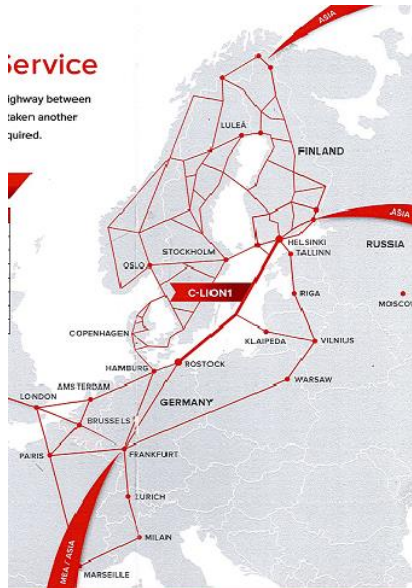 Service
ighway between
taken another
quired.
ASIA
LULEÅ
FINLAND
ASIA
HELSINKI
TALLINN
RUSSIA
STOCKHOLM
OSLO
C-LION1
RIGA
MOSCO
COPENHAGEN
KLAIPEDA
VILNIUS
HAMBURG
ROSTOCK
WARSAW
AMSTERDAM
LONDON
GERMANY
BRUSSELS
PARIS
FRANKFURT
ZURICH
MILAN
MEA / ASIA
MARSEILLE